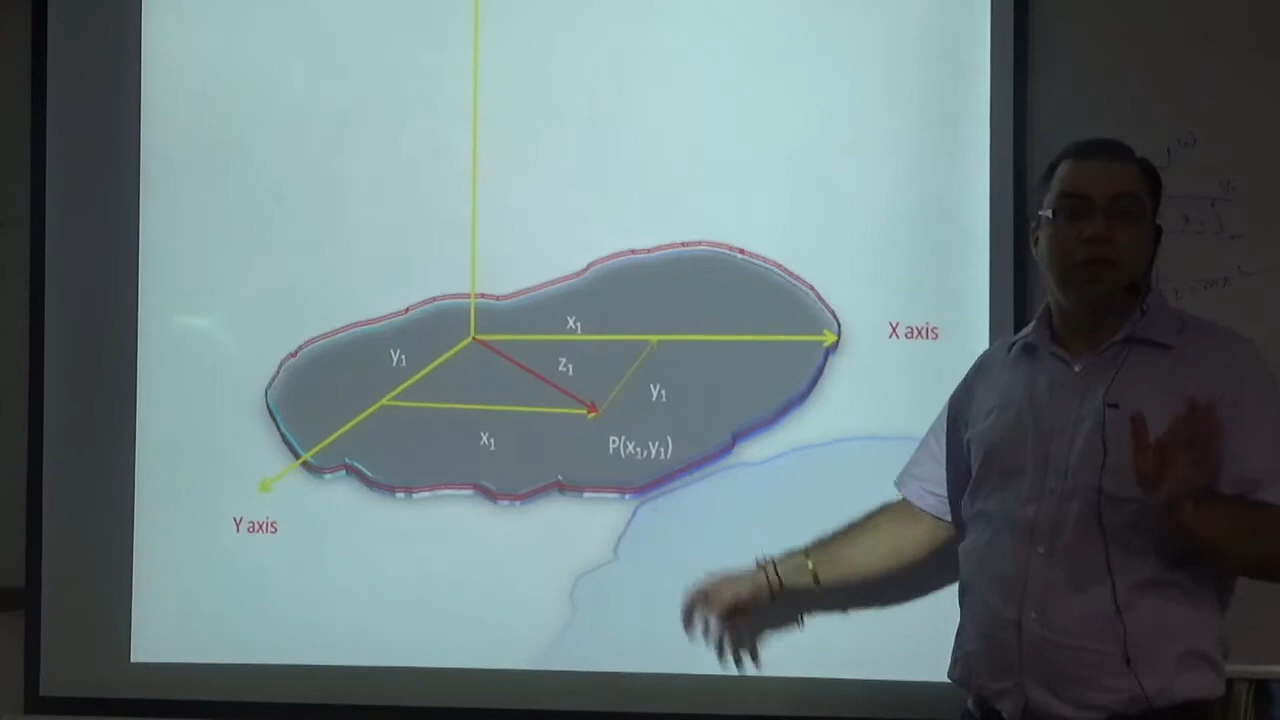 x₁
X axis
y₁
z₁
y₁
x₁
P(x₁,y₁)
Y axis